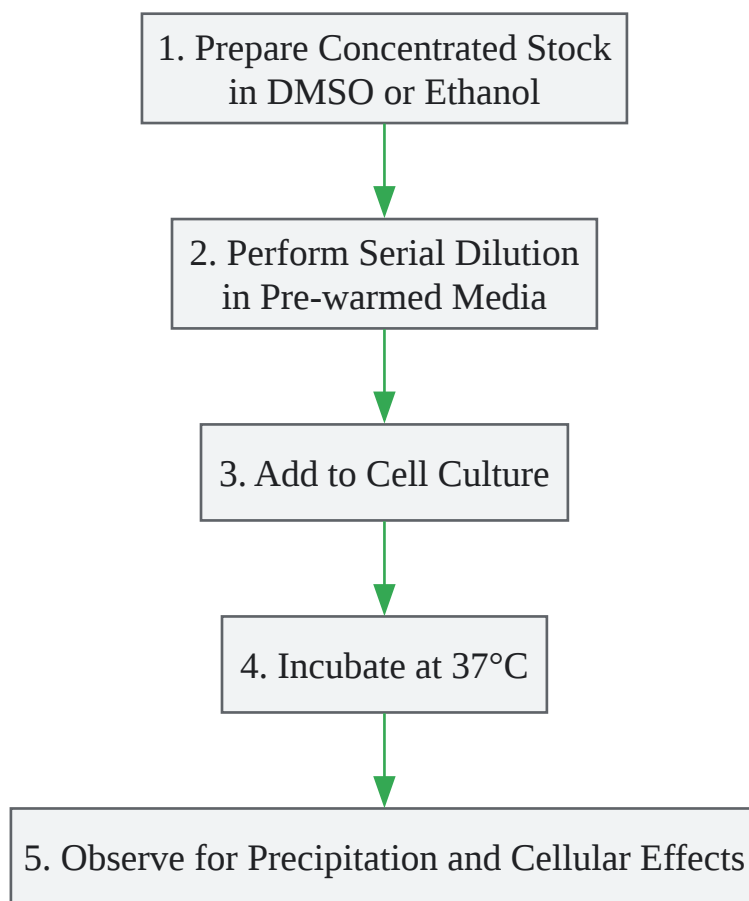 1. Prepare Concentrated Stock
in DMSO or Ethanol
2. Perform Serial Dilution
in Pre-warmed Media
3. Add to Cell Culture
4. Incubate at 37°C
5. Observe for Precipitation and Cellular Effects